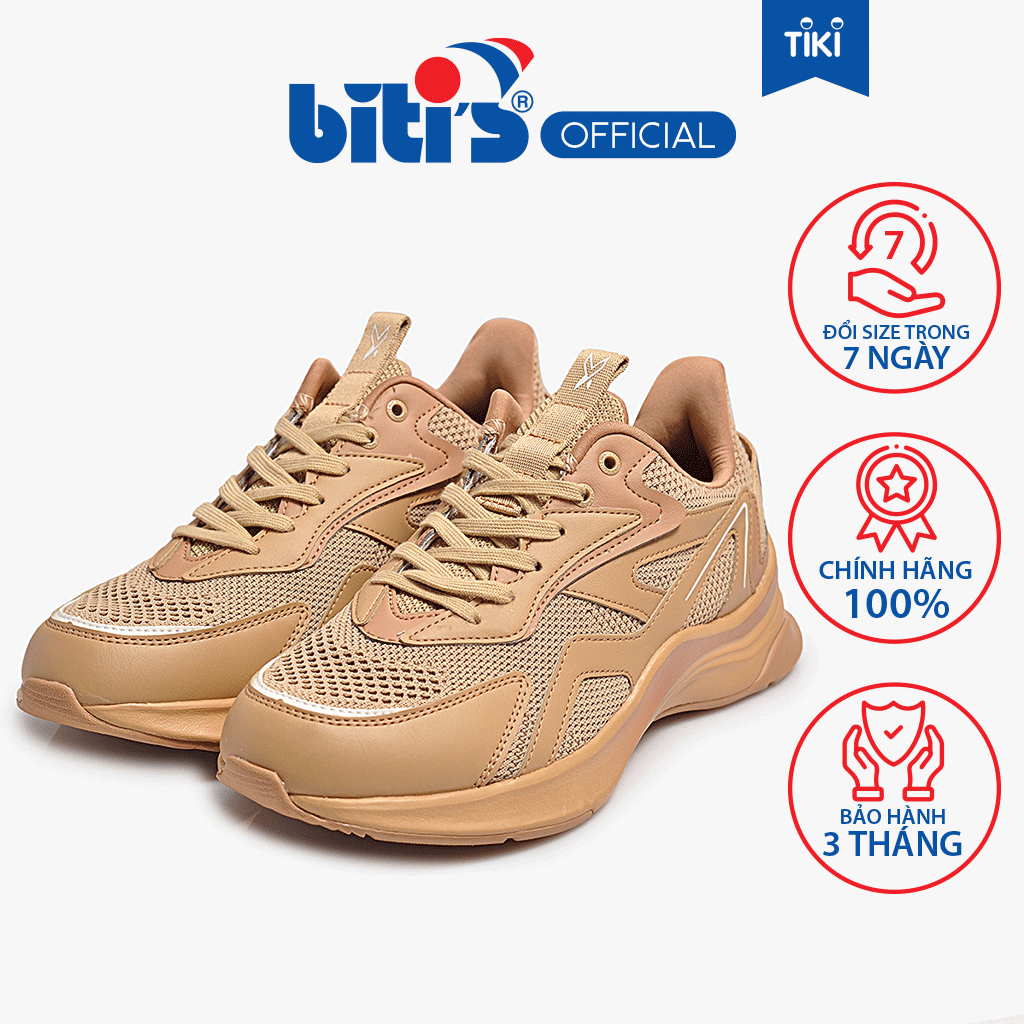 TiKi
biti's®
OFFICIAL
7
ĐỔI SIZE TRONG
7 NGÀY
CHÍNH HÃNG
100%
BẢO HÀNH
3 THÁNG